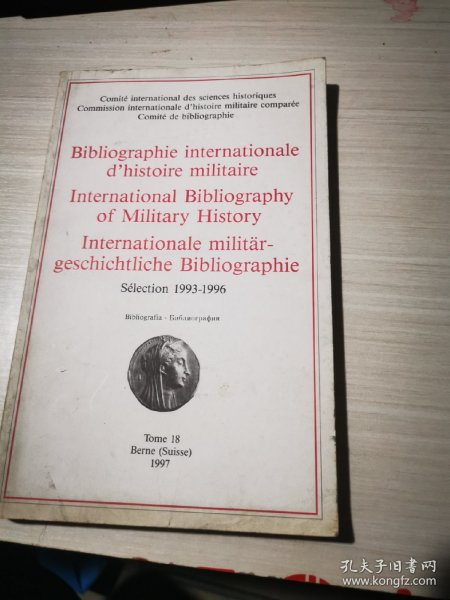 Comité international des sciences historiques
Commission internationale d'histoire militaire comparée
Comité de bibliographie
Bibliographie internationale
d'histoire militaire
International Bibliography
of Military History
Internationale militär-
geschichtliche Bibliographie
Sélection 1993-1996
Bibliografia - Библиография
Tome 18
Berne (Suisse)
1997
孔夫子旧书网
www.kongfz.com